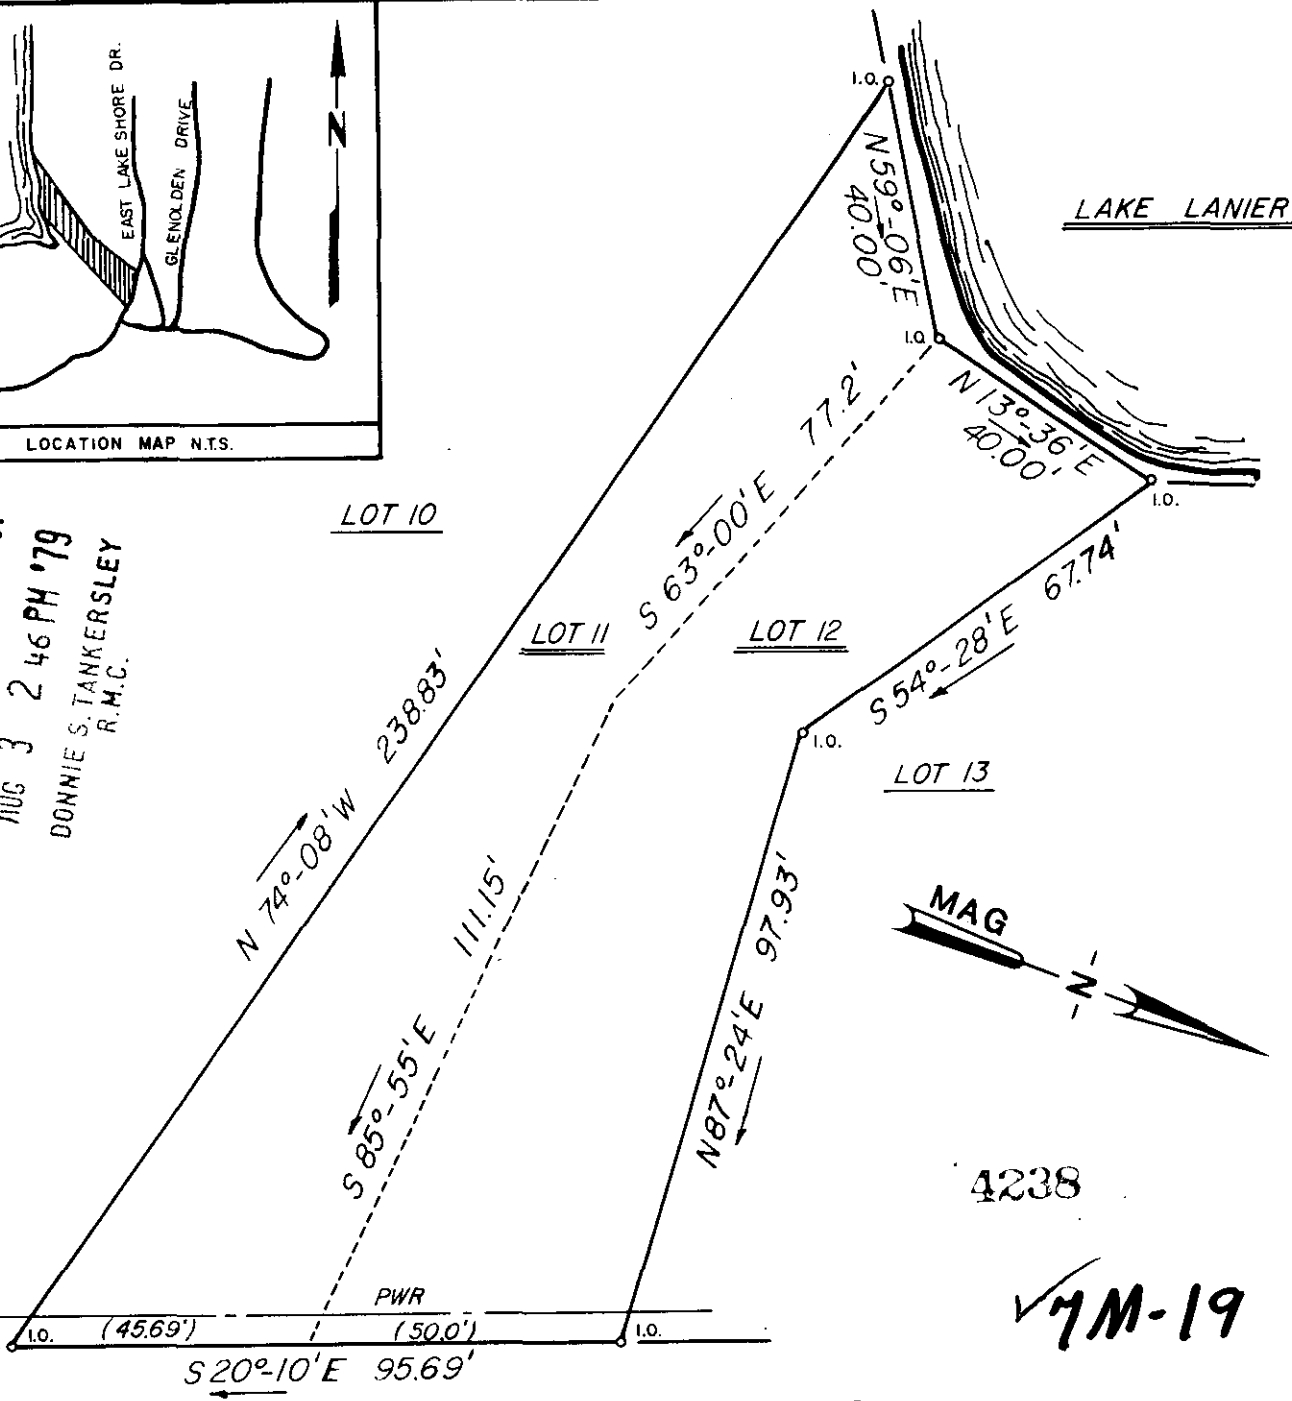 EAST LAKE SHORE DR.
GLENOLDEN DRIVE
N
LOCATION MAP N.T.S.
AUG 3 2 46 PM '79
DONNIE S. TANKERSLEY
R.M.C.
LAKE LANIER
I.O.
N 59°-06' E
40.00'
I.O.
N 13°-36' E
40.00'
I.O.
S 63°-00' E 77.2'
LOT 10
LOT 11
LOT 12
S 54°-28' E 67.74'
I.O.
LOT 13
N 74°-08' W 238.83'
S 85°-55' E 111.15'
N 87°-24' E 97.93'
MAG
N
4238
7M-19
PWR
I.O.
(45.69')
(50.0')
I.O.
S 20°-10' E 95.69'